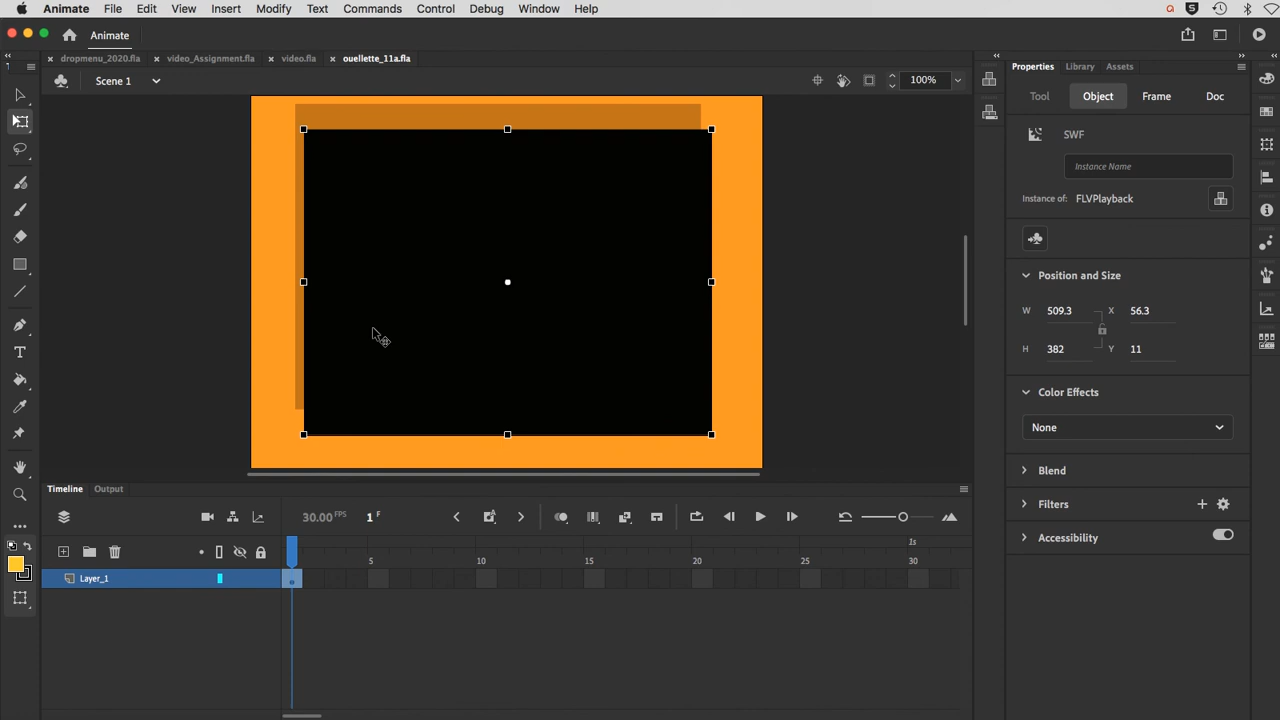 Animate File Edit View Insert Modify Text Commands Control Debug Window Help
Animate
dropmenu_2020.fla video_Assignment.fla video.fla ouellette_11a.fla
Scene 1 100%
Properties Library Assets
Tool Object Frame Doc
SWF
Instance Name
Instance of: FLVPlayback
Position and Size
W 509.3 X 56.3
H 382 Y 11
Color Effects
None
Blend
Filters
Accessibility
Timeline Output
30.00 FPS 1 F
1s
5 10 15 20 25 30
Layer_1